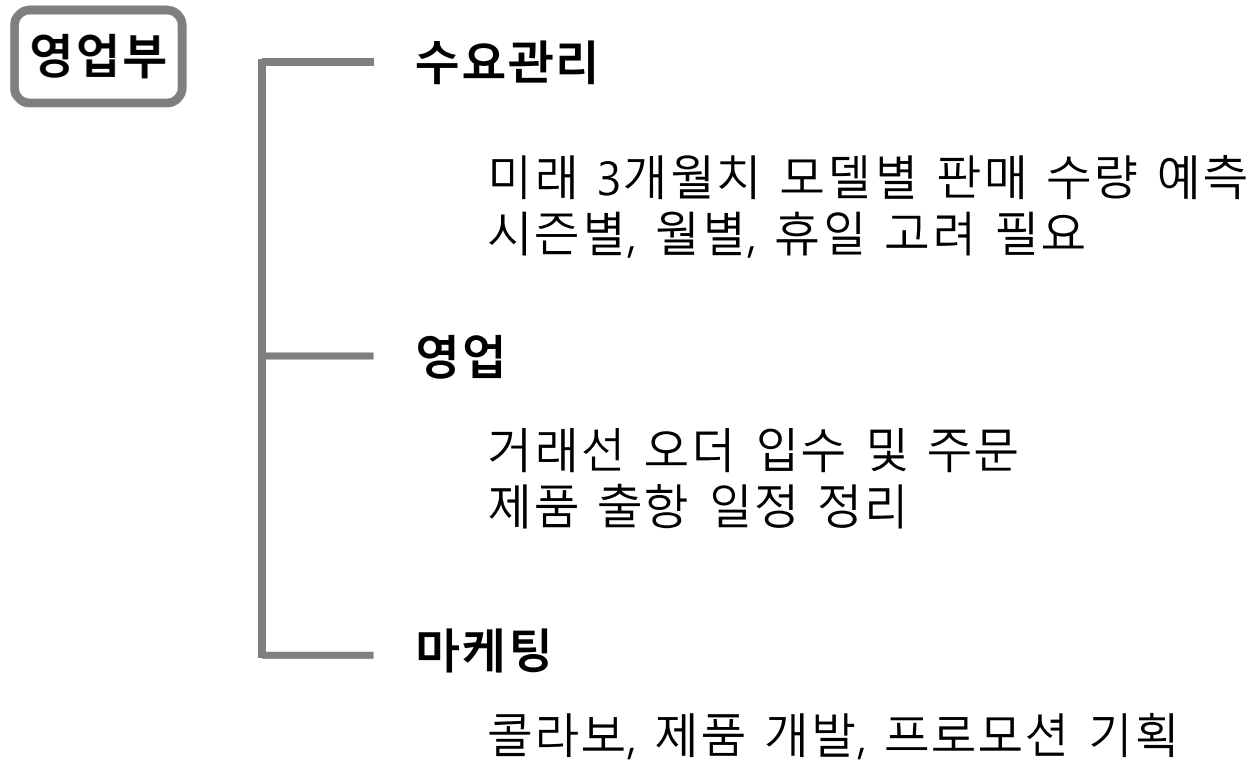 영업부
수요관리
미래 3개월치 모델별 판매 수량 예측
시즌별, 월별, 휴일 고려 필요
영업
거래선 오더 입수 및 주문
제품 출항 일정 정리
마케팅
콜라보, 제품 개발, 프로모션 기획